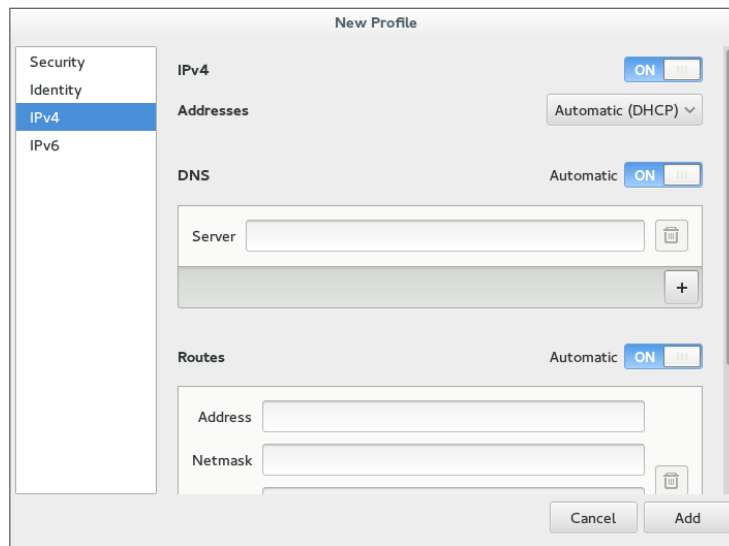 New Profile
Security
Identity
IPv4
IPv6
IPv4 ON
Addresses Automatic (DHCP)
DNS Automatic ON
Server
+
Routes Automatic ON
Address
Netmask
Cancel Add